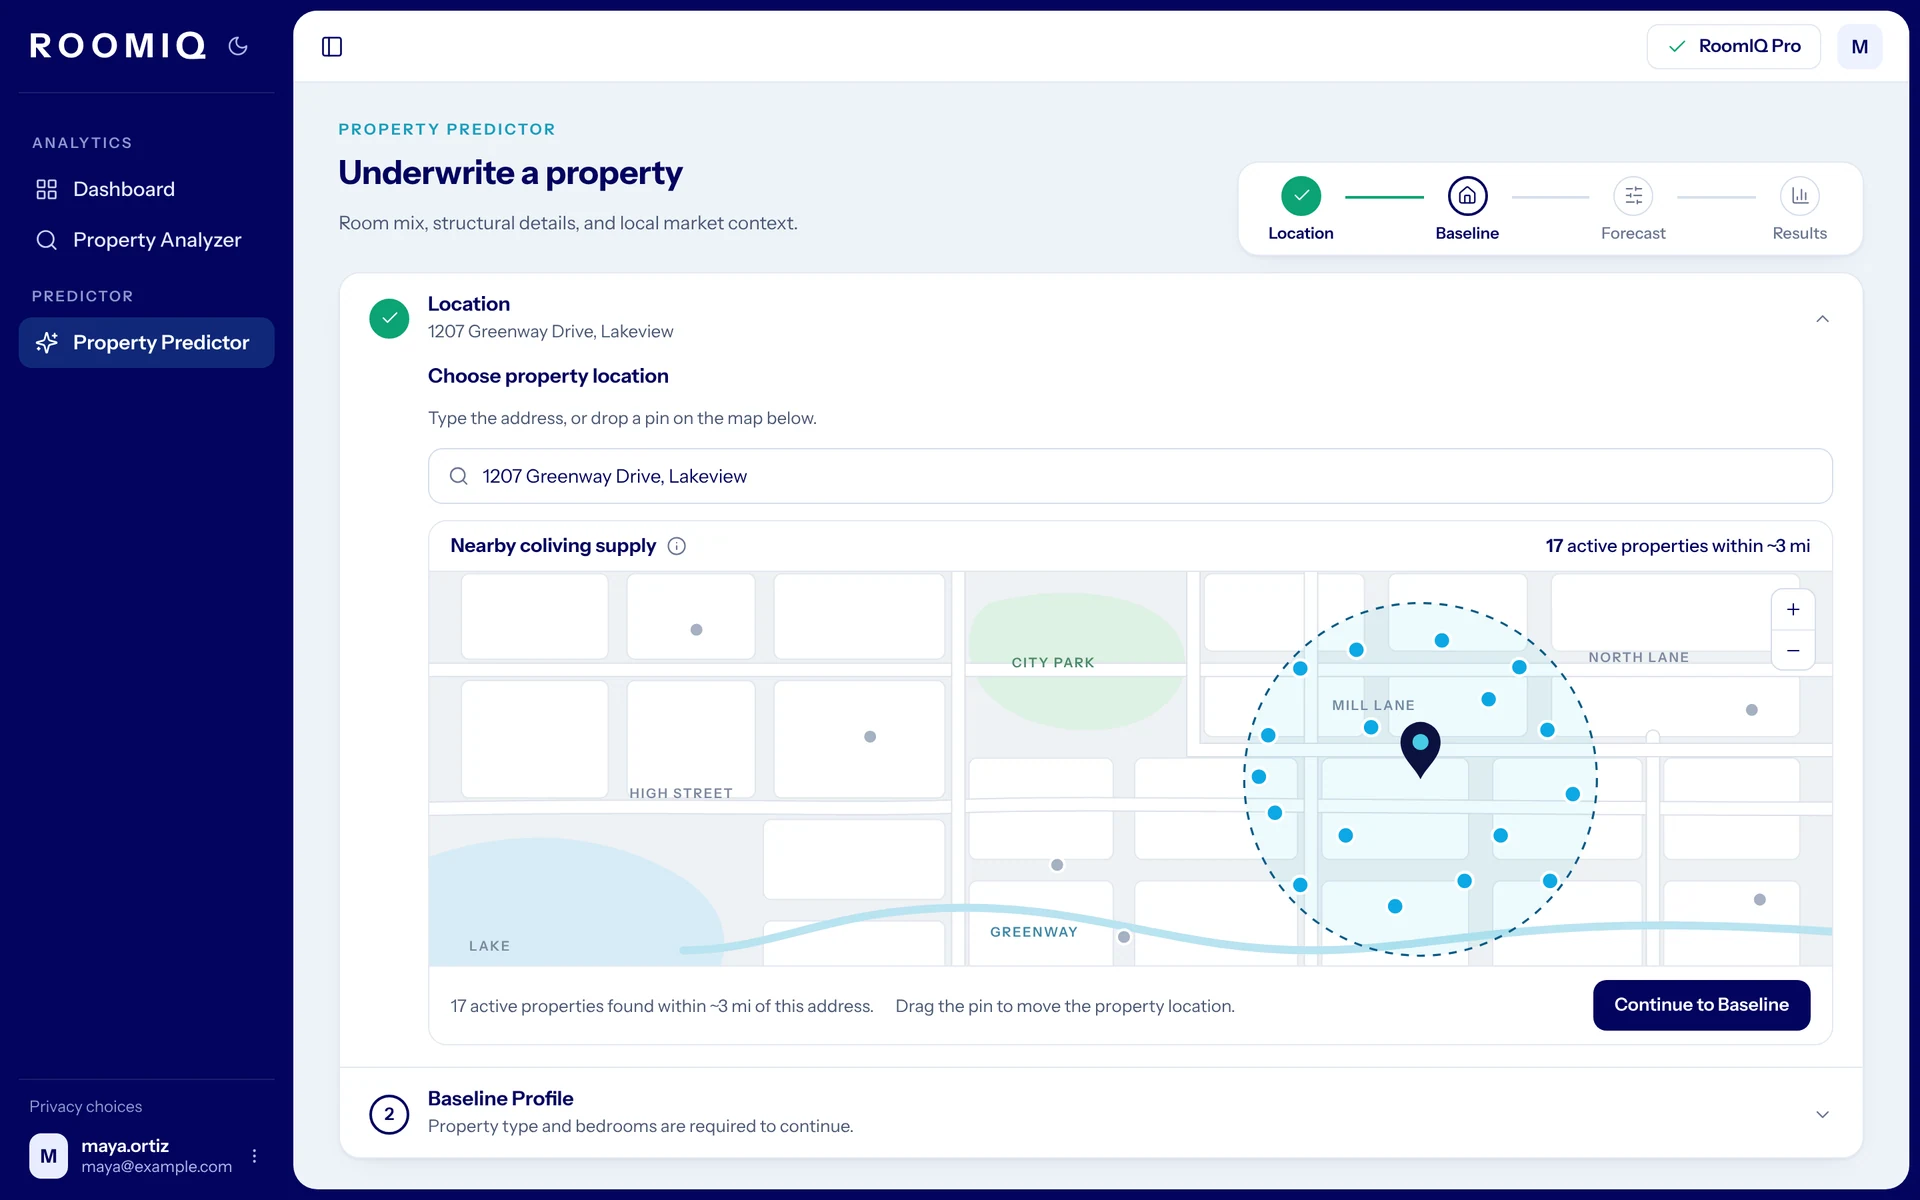 ROOMIQ
ANALYTICS
Dashboard
Property Analyzer
PREDICTOR
Property Predictor
Privacy choices
M
maya.ortiz
maya@example.com
RoomIQ Pro
M
PROPERTY PREDICTOR
Underwrite a property
Room mix, structural details, and local market context.
Location
Baseline
Forecast
Results
Location
1207 Greenway Drive, Lakeview
Choose property location
Type the address, or drop a pin on the map below.
1207 Greenway Drive, Lakeview
Nearby coliving supply
17 active properties within ~3 mi
CITY PARK
NORTH LANE
MILL LANE
HIGH STREET
GREENWAY
LAKE
+
−
17 active properties found within ~3 mi of this address. Drag the pin to move the property location.
Continue to Baseline
2
Baseline Profile
Property type and bedrooms are required to continue.